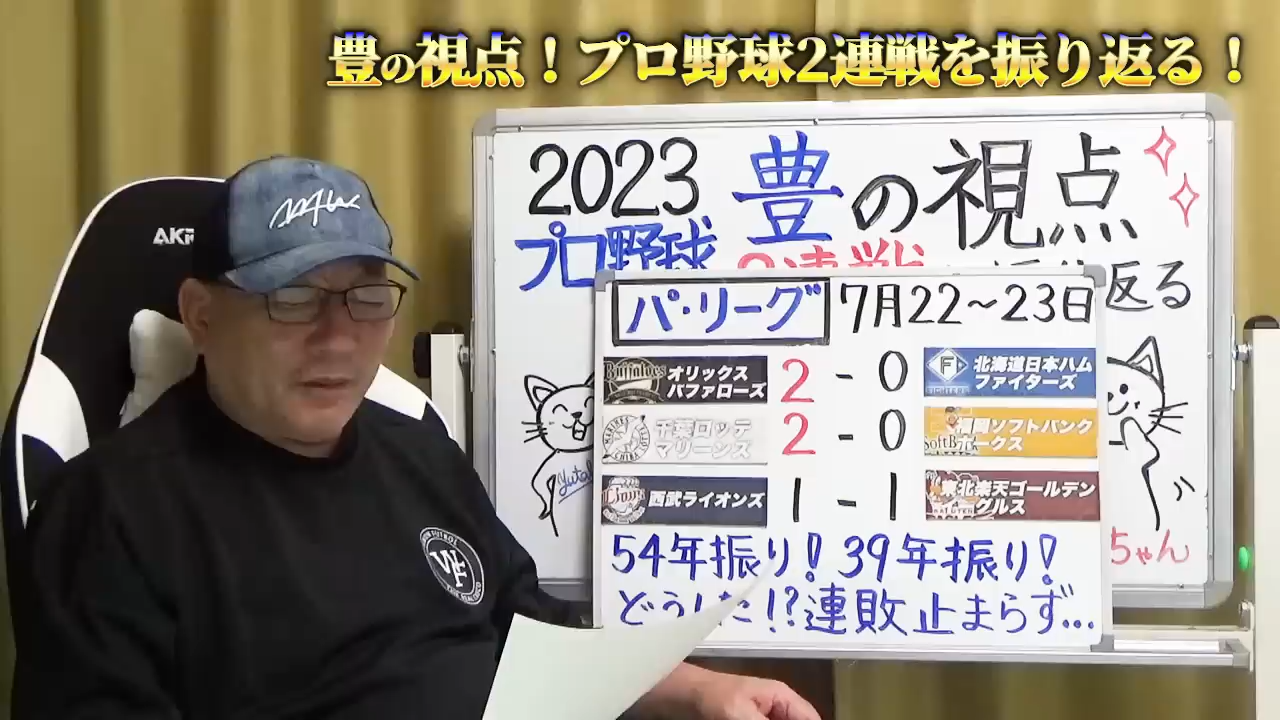 豊の視点！プロ野球2連戦を振り返る！
2023 豊の視点
プロ野球
連戦
返る
パ・リーグ 7月22～23日
Buffaloes オリックス バファローズ 2 - 0 F FIGHTERS 北海道日本ハム ファイターズ
千葉ロッテ マリーンズ 2 - 0 福岡ソフトバンク ホークス
Lions 西武ライオンズ 1 - 1 東北楽天ゴールデン グルス
54年振り！39年振り！
どうした!?連敗止まらず…
ちゃん
AK